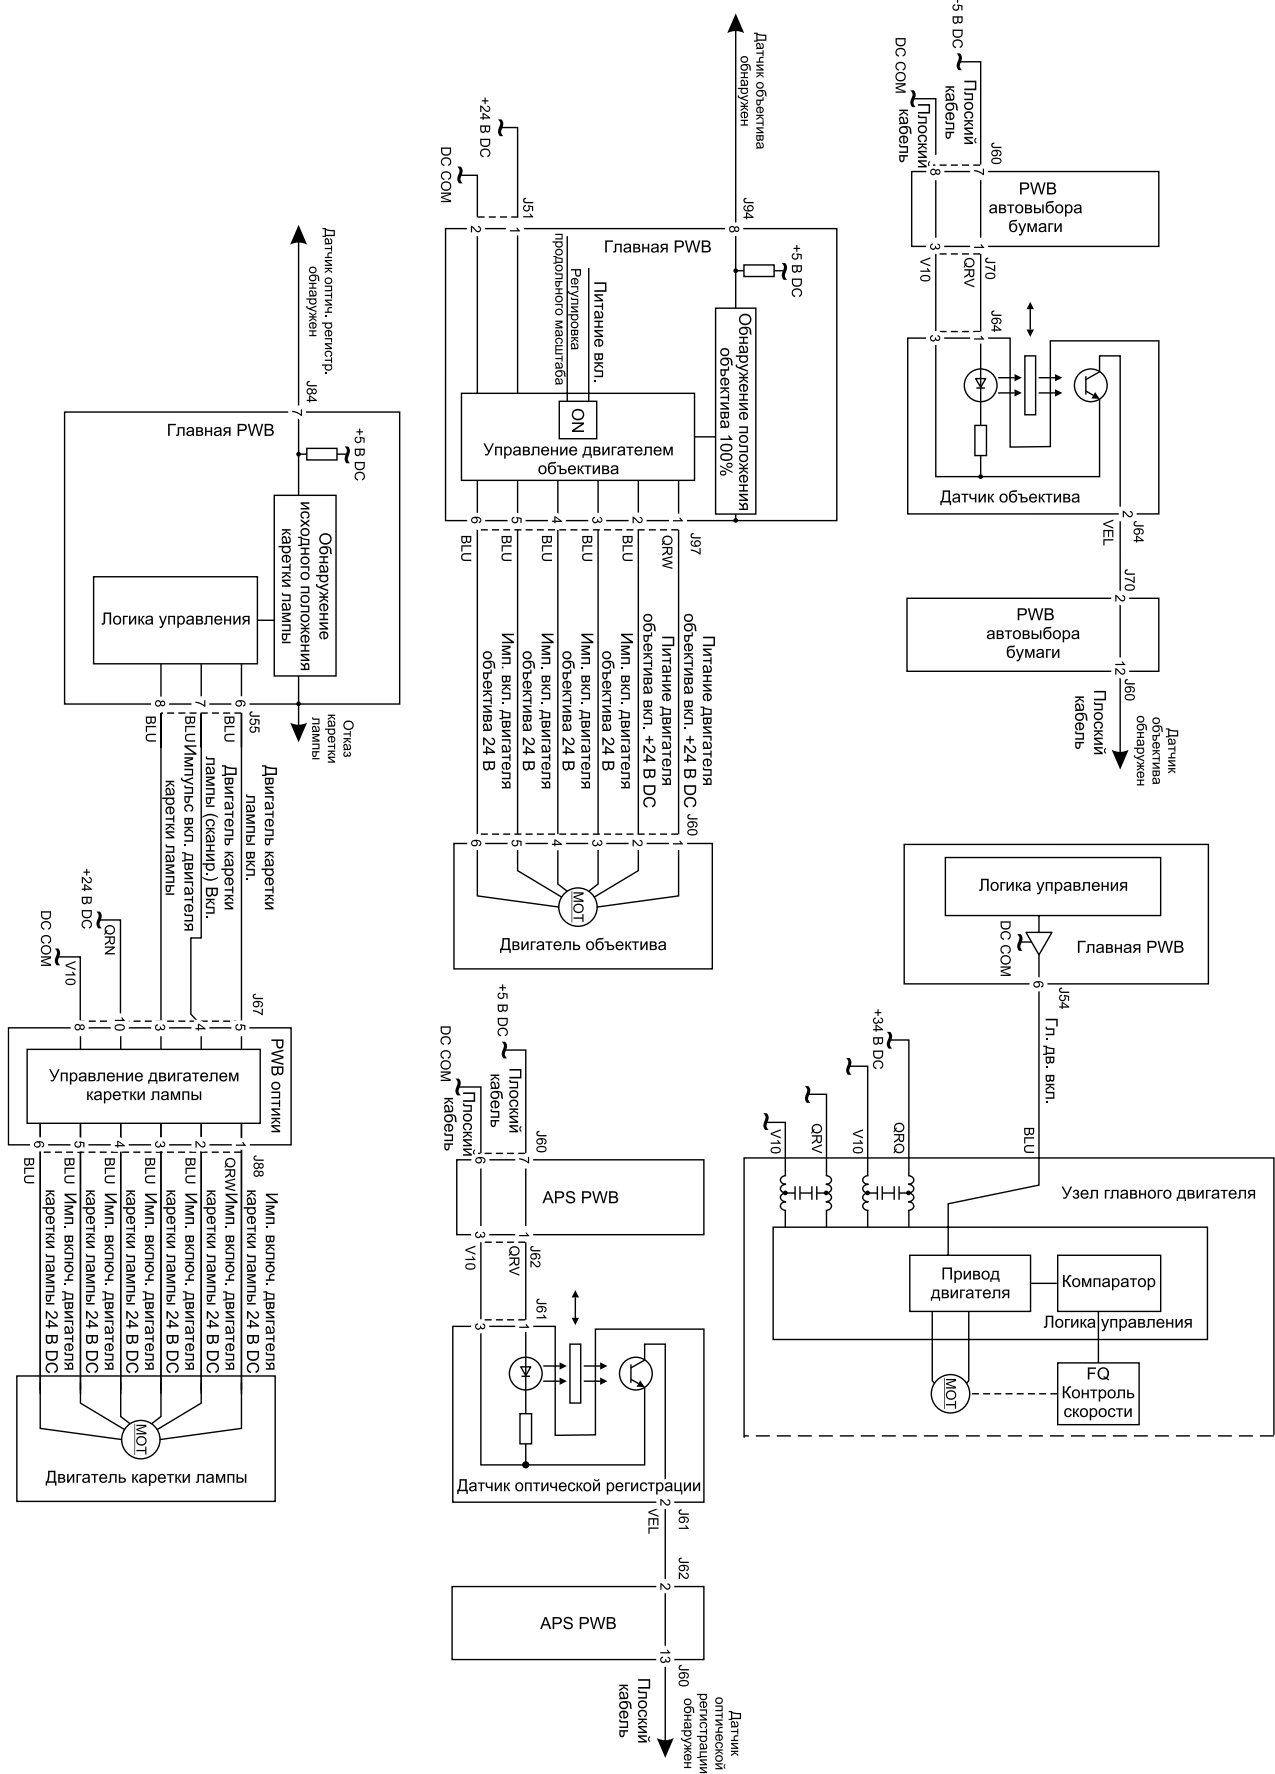 +5 В DC
DC COM
Плоский
кабель
Плоский
кабель
J60
8
7
PWB
автовыбора
бумаги
3
1
J70
V10
QRV
J64
3
1
Датчик объектива
2
J64
VEL
J70
2
PWB
автовыбора
бумаги
12
J60
Плоский
кабель
Датчик
объектива
обнаружен
Датчик объектива
обнаружен
+24 В DC
DC COM
J51
2
1
J94
8
Главная PWB
+5 В DC
Питание вкл.
Регулировка
продольного масштаба
ON
Управление двигателем
объектива
Обнаружение положения
объектива 100%
6
5
4
3
2
1
J97
BLU
BLU
BLU
BLU
BLU
QRW
Питание двигателя
объектива вкл. +24 В DC
Питание двигателя
объектива вкл. +24 В DC
Имп. вкл. двигателя
объектива 24 В
Имп. вкл. двигателя
объектива 24 В
Имп. вкл. двигателя
объектива 24 В
Имп. вкл. двигателя
объектива 24 В
J60
6
5
4
3
2
1
МОТ
Двигатель объектива
Датчик оптич. регистр.
обнаружен
J84
7
Главная PWB
+5 В DC
Обнаружение
исходного положения
каретки лампы
Логика управления
8
7
6
J55
BLU
BLU
BLU
Отказ
каретки
лампы
Двигатель каретки
лампы вкл.
Двигатель каретки
лампы (сканир.) Вкл.
Импульс вкл. двигателя
каретки лампы
+24 В DC
QRN
DC COM
V10
J67
8
10
3
4
5
PWB оптики
Управление двигателем
каретки лампы
6
5
4
3
2
1
J88
BLU
BLU
BLU
BLU
BLU
QRW
Имп. включ. двигателя
каретки лампы 24 В DC
Имп. включ. двигателя
каретки лампы 24 В DC
Имп. включ. двигателя
каретки лампы 24 В DC
Имп. включ. двигателя
каретки лампы 24 В DC
Имп. включ. двигателя
каретки лампы 24 В DC
МОТ
Двигатель каретки лампы
+5 В DC
DC COM
Плоский
кабель
Плоский
кабель
J60
6
7
APS PWB
3
1
J62
V10
QRV
J61
3
1
Датчик оптической регистрации
2
J61
VEL
J62
2
APS PWB
13
J60
Плоский
кабель
Датчик
оптической
регистрации
обнаружен
Логика управления
DC COM
Главная PWB
6
J54
Гл. дв. вкл.
BLU
+34 В DC
V10
QRV
V10
QRQ
Узел главного двигателя
Привод
двигателя
Компаратор
Логика управления
МОТ
FQ
Контроль
скорости